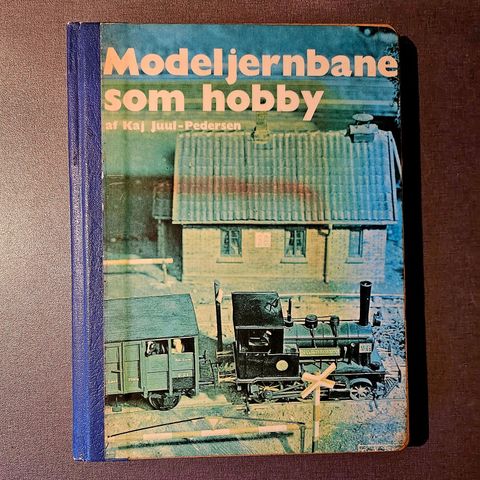 Modeljernbane
som hobby
af Kaj Juul-Pedersen